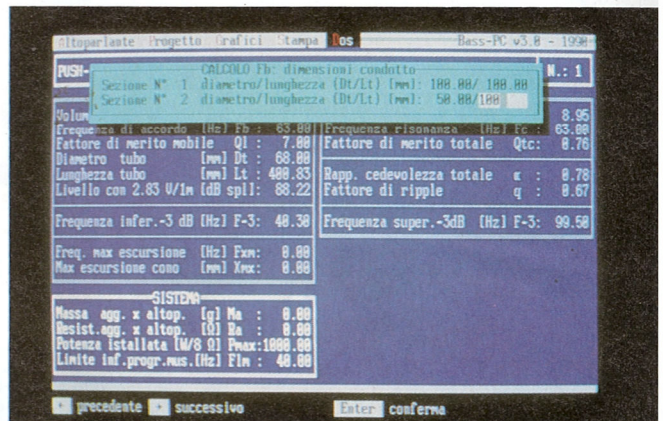 Altoparlante Progetto Grafici Stampa Dos Bass-PC v3.0 - 1990
PUSH- N.: 1
CALCOLO Fb: dimensioni condotto
Sezione N° 1 diametro/lunghezza (Dt/Lt) [mm]: 100.00/ 100.00
Sezione N° 2 diametro/lunghezza (Dt/Lt) [mm]: 50.00/100
Volum 8.95
Frequenza di accordo [Hz] Fb : 63.00 Frequenza risonanza [Hz] Fc : 63.00
Fattore di merito mobile Ql : 7.00 Fattore di merito totale Qtc: 0.76
Diametro tubo [mm] Dt : 68.00
Lunghezza tubo [mm] Lt : 400.83 Rapp. cedevolezza totale α : 0.78
Livello con 2.83 V/1m [dB spl]: 88.22 Fattore di ripple q : 0.67
Frequenza infer.-3 dB [Hz] F-3: 40.30 Frequenza super.-3dB [Hz] F-3: 99.50
Freq. max escursione [Hz] Fxm: 0.00
Max escursione cono [mm] Xmx: 0.00
SISTEMA
Massa agg. x altop. [g] Ma : 0.00
Resist.agg. x altop. [Ω] Ra : 0.00
Potenza istallata [W/8 Ω] Pmax:1000.00
Limite inf.progr.mus.[Hz] Flm : 40.00
precedente successivo Enter conferma